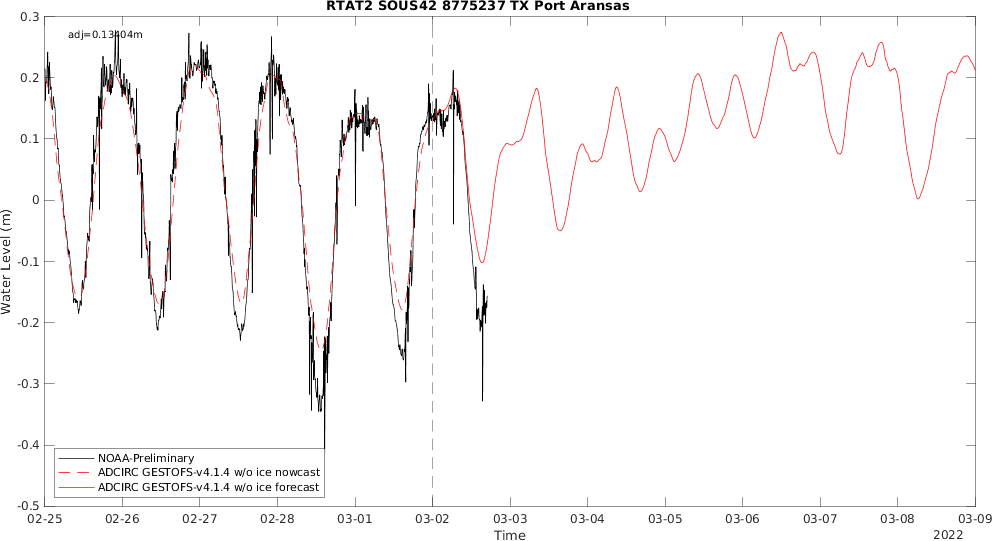 RTAT2 SOUS42 8775237 TX Port Aransas
adj=0.13404m
0.3
0.2
0.1
0
-0.1
-0.2
-0.3
-0.4
-0.5
Water Level (m)
NOAA-Preliminary
ADCIRC GESTOFS-v4.1.4 w/o ice nowcast
ADCIRC GESTOFS-v4.1.4 w/o ice forecast
02-25 02-26 02-27 02-28 03-01 03-02 03-03 03-04 03-05 03-06 03-07 03-08 03-09
Time
2022